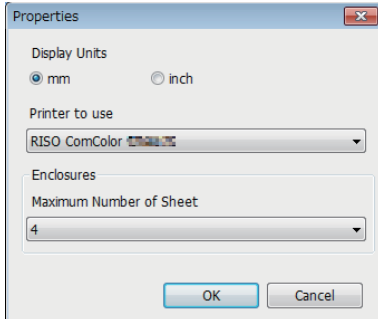 Properties
Display Units
mm inch
Printer to use
RISO ComColor
Enclosures
Maximum Number of Sheet
4
OK Cancel